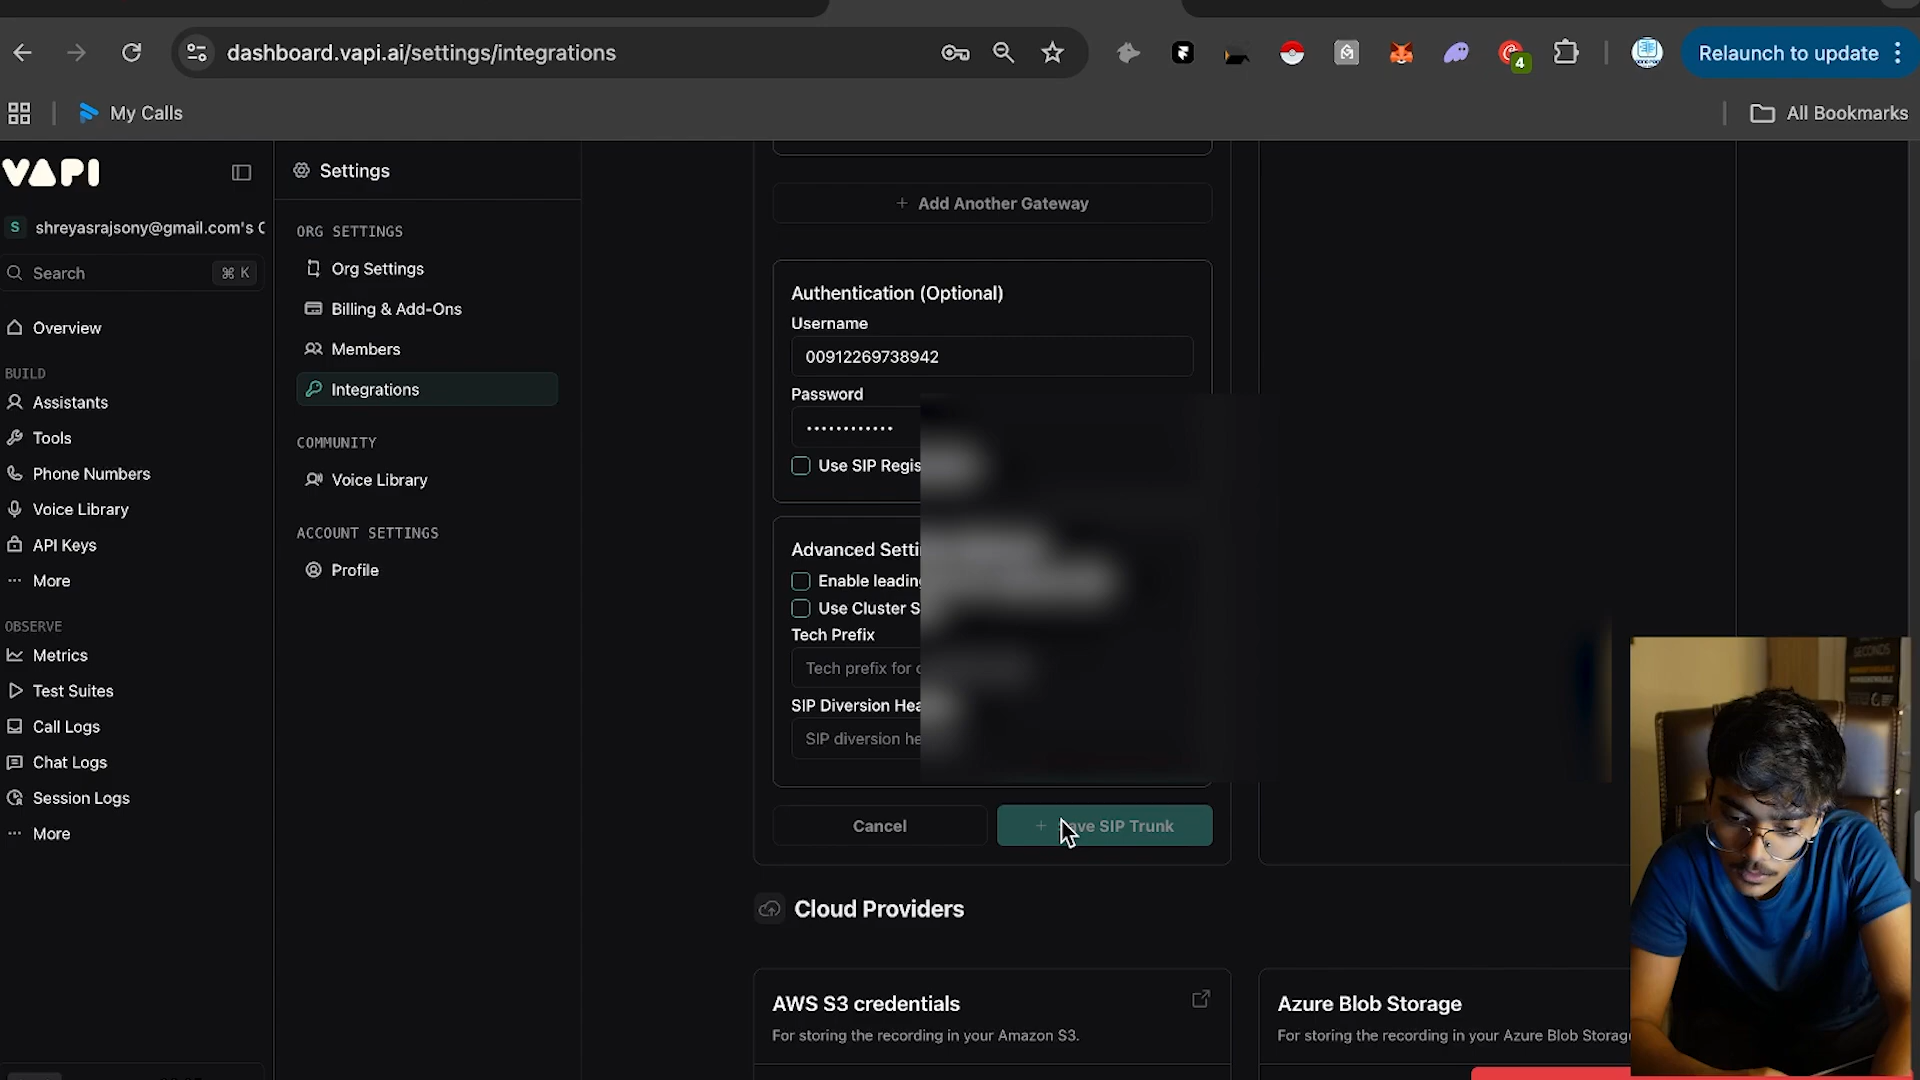 dashboard.vapi.ai/settings/integrations
4
Relaunch to update
My Calls
All Bookmarks
VAPI
S shreyasrajsony@gmail.com's
Search
⌘ K
Overview
BUILD
Assistants
Tools
Phone Numbers
Voice Library
API Keys
More
OBSERVE
Metrics
Test Suites
Call Logs
Chat Logs
Session Logs
More
Settings
ORG SETTINGS
Org Settings
Billing & Add-Ons
Members
Integrations
COMMUNITY
Voice Library
ACCOUNT SETTINGS
Profile
+ Add Another Gateway
Authentication (Optional)
Username
00912269738942
Password
••••••••••••
Use SIP Regis
Advanced Setti
Enable leading
Use Cluster S
Tech Prefix
Tech prefix for
SIP Diversion Hea
SIP diversion he
Cancel
+ Save SIP Trunk
Cloud Providers
AWS S3 credentials
For storing the recording in your Amazon S3.
Azure Blob Storage
For storing the recording in your Azure Blob Storag
SECONDS